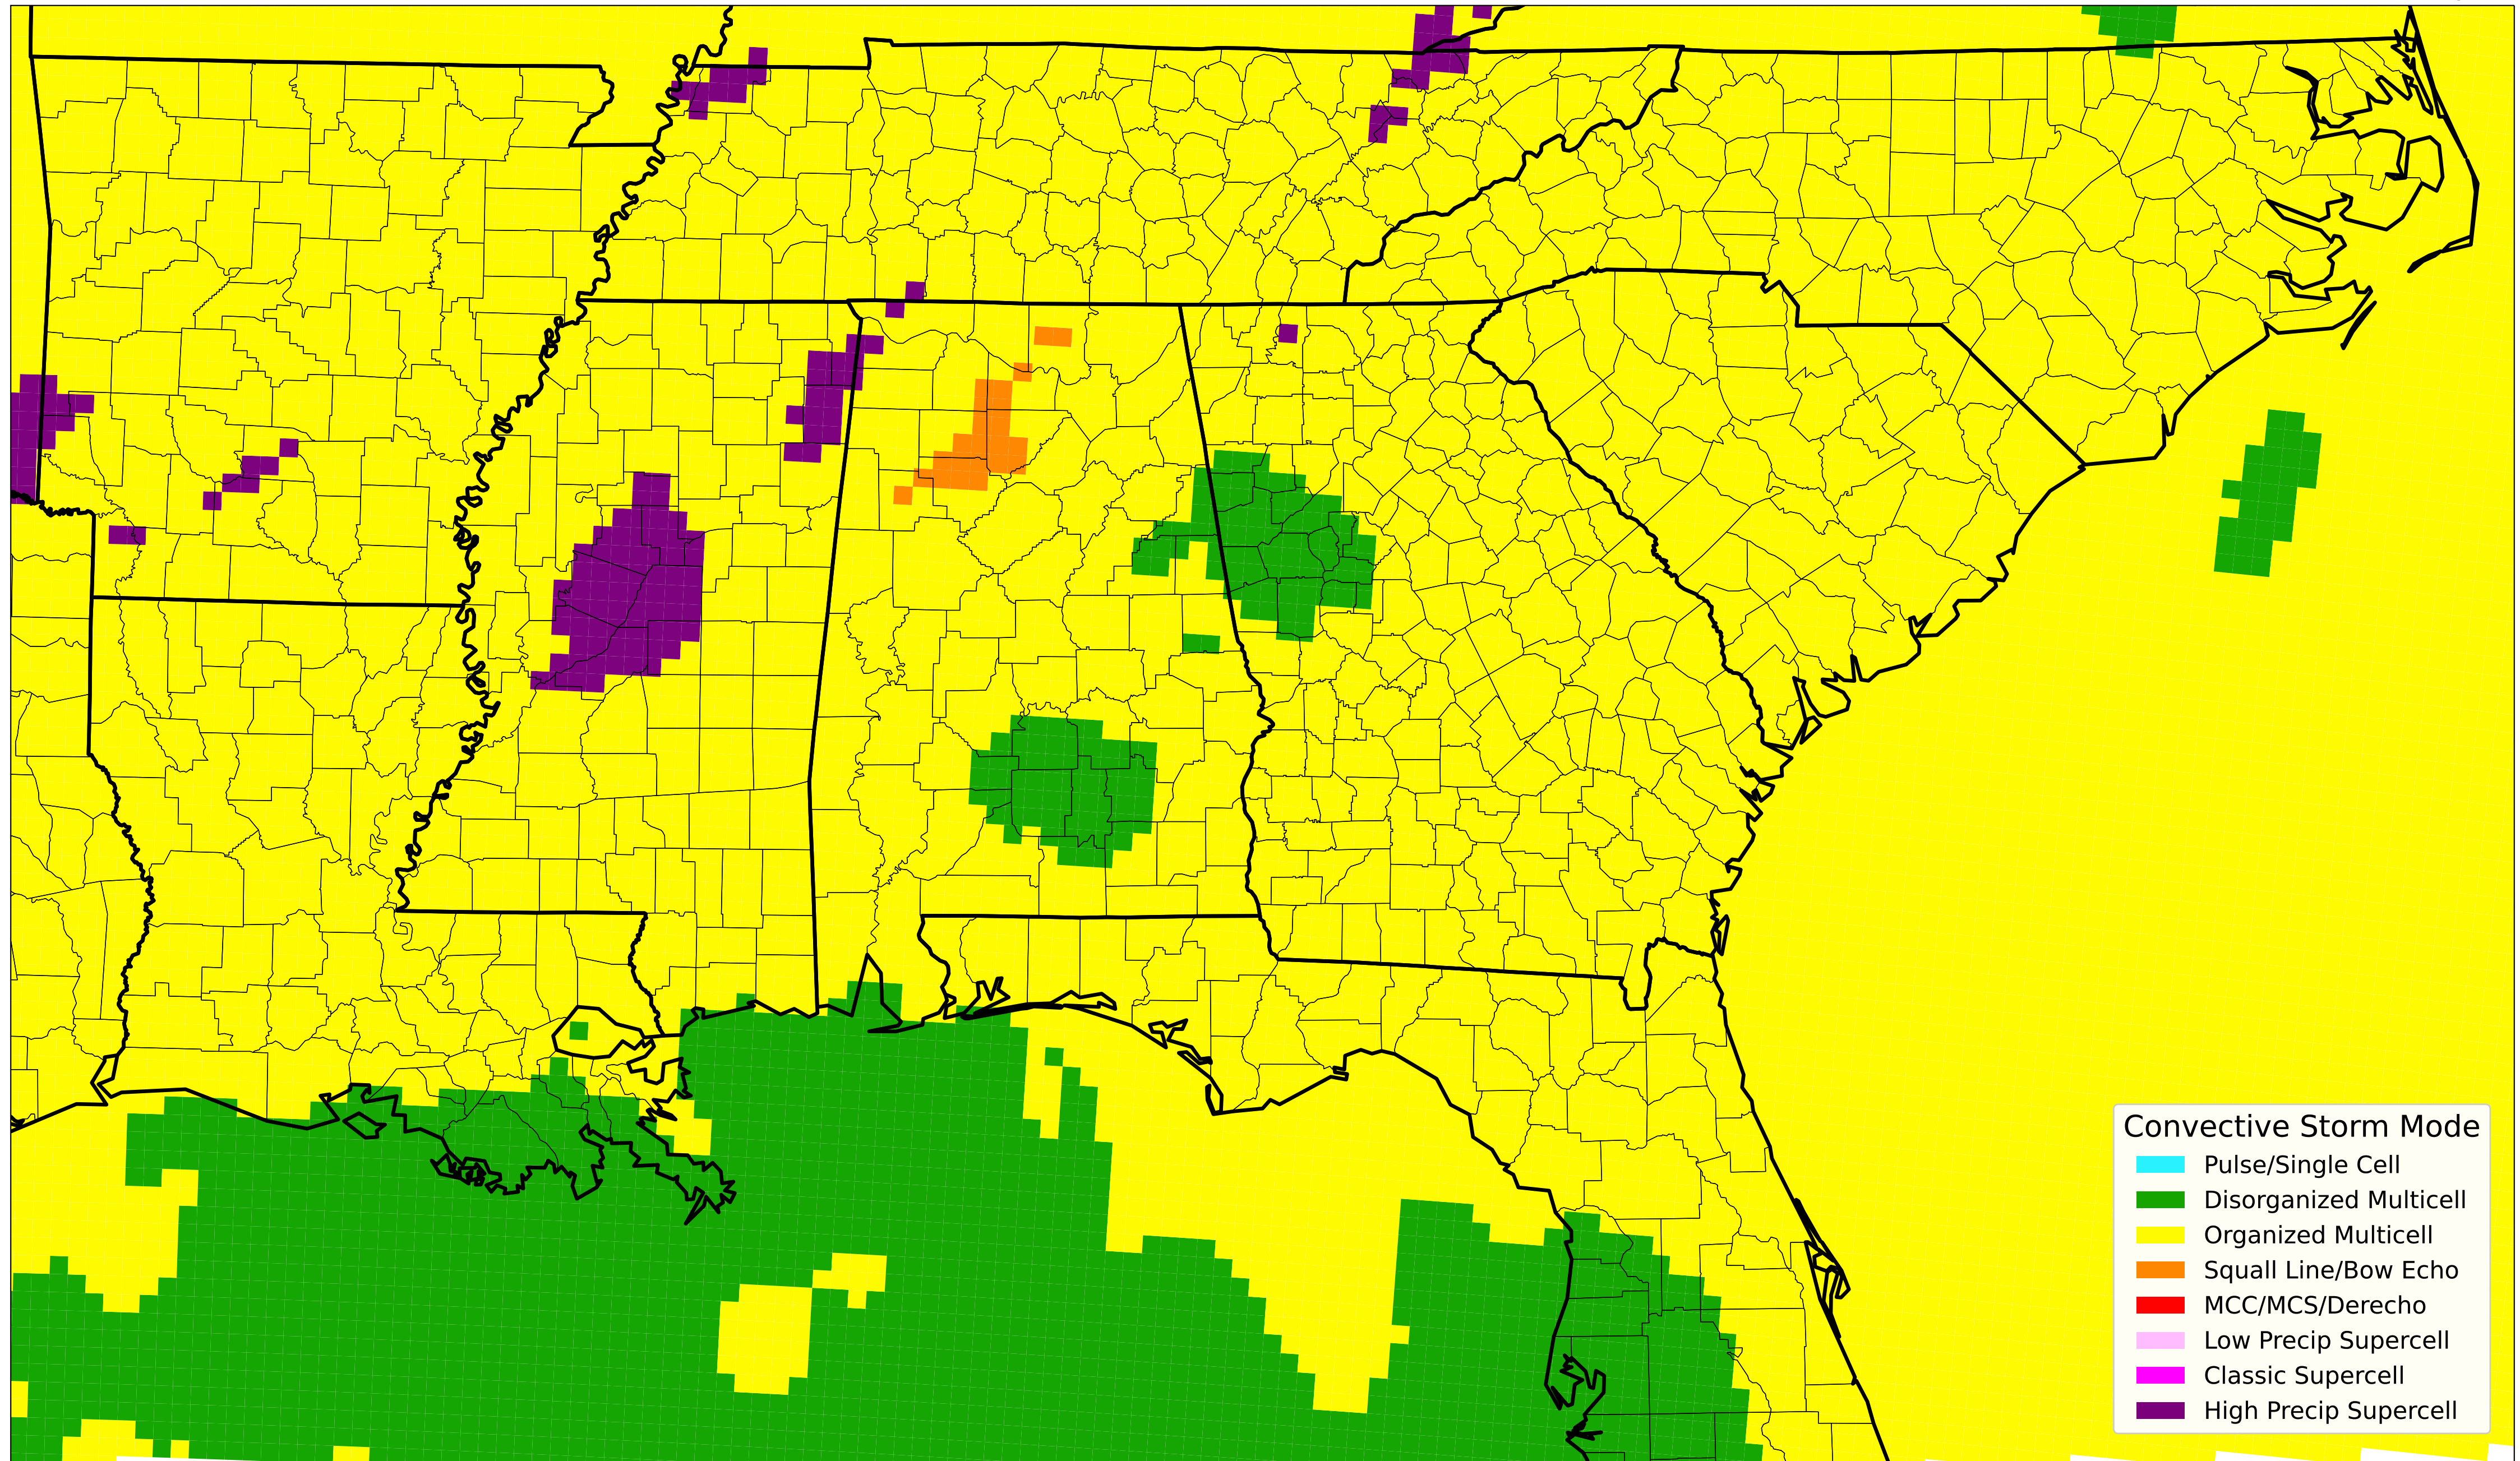 Convective Storm Mode
Pulse/Single Cell
Disorganized Multicell
Organized Multicell
Squall Line/Bow Echo
MCC/MCS/Derecho
Low Precip Supercell
Classic Supercell
High Precip Supercell